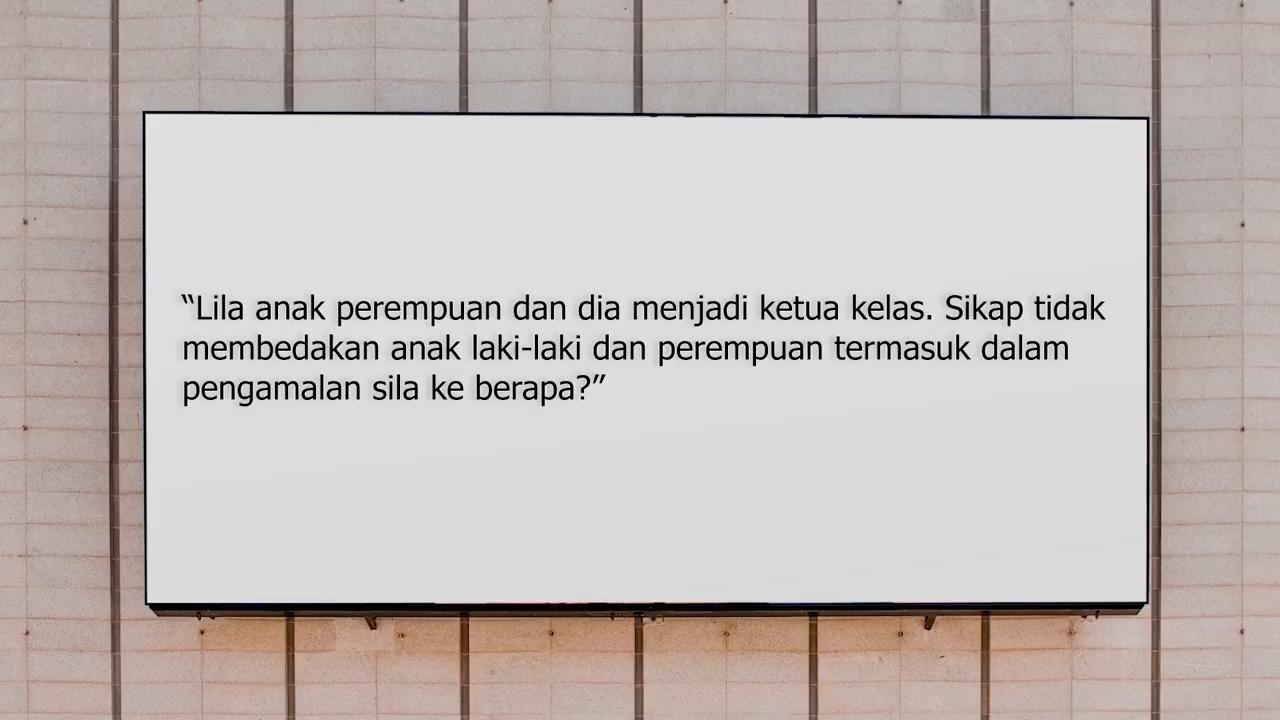 “Lila anak perempuan dan dia menjadi ketua kelas. Sikap tidak
membedakan anak laki-laki dan perempuan termasuk dalam
pengamalan sila ke berapa?”